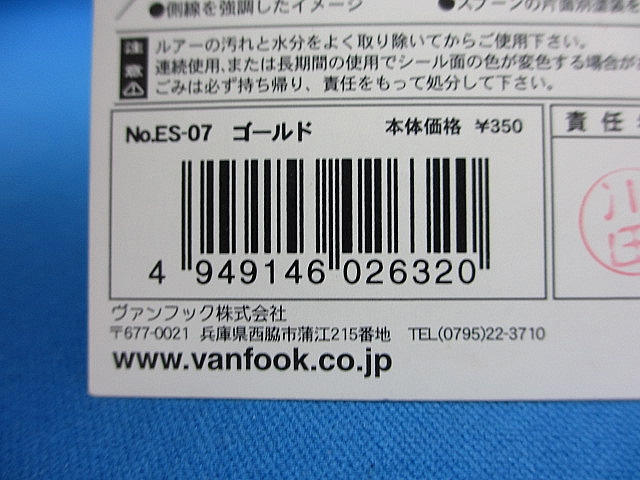 ●側線を強調したイメージ
注意
ルアーの汚れと水分をよく取り除いてからご使用下さい。
連続使用、または長期間の使用でシール面の色が変色する場合が
ごみは必ず持ち帰り、責任をもって処分して下さい。
No.ES-07 ゴールド 本体価格 ¥350
責任
4 949146 026320
ヴァンフック株式会社
〒677-0021 兵庫県西脇市蒲江215番地 TEL(0795)22-3710
www.vanfook.co.jp